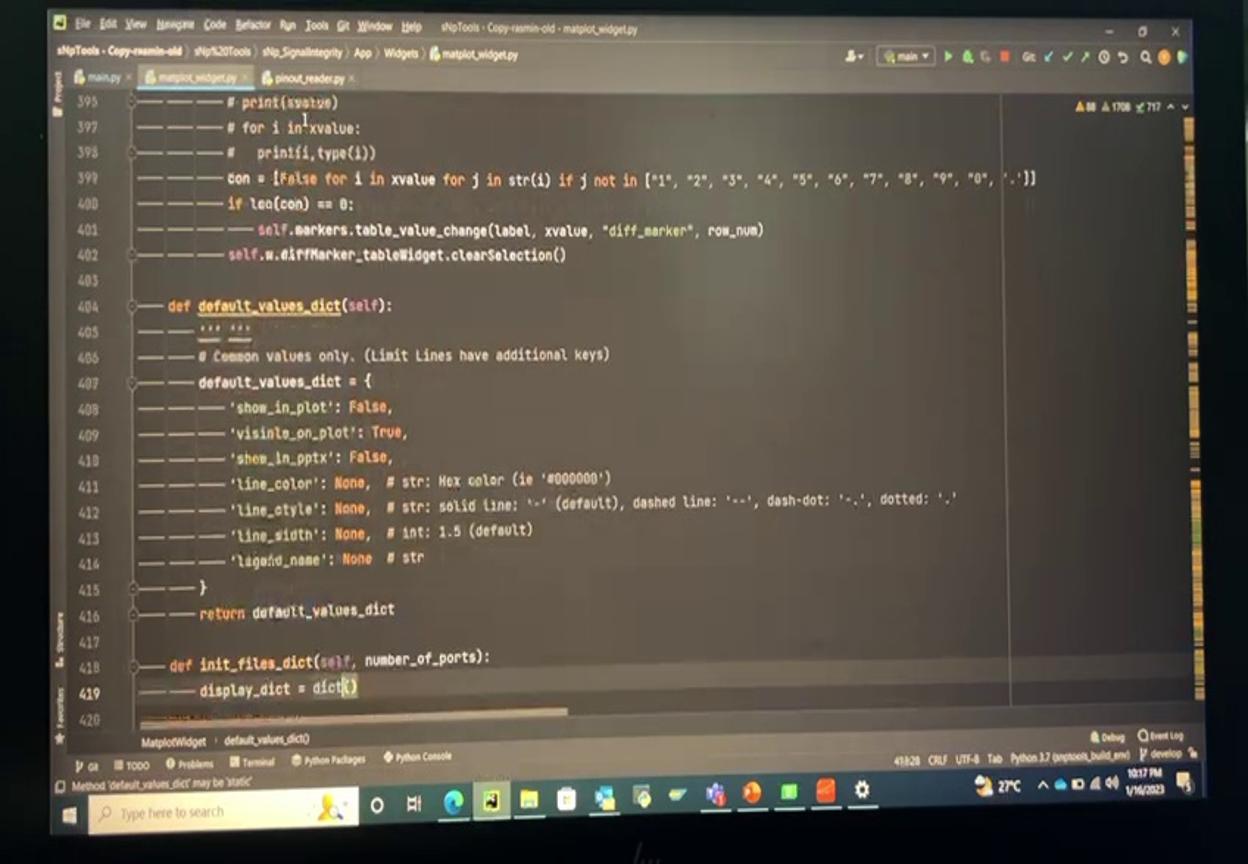 File Edit View Navigate Code Refactor Run Tools Git Window Help sNpTools - Copy-rasmin-old - matplot_widget.py
sNpTools - Copy-rasmin-old sNp%20Tools sNp_SignalIntegrity App Widgets matplot_widget.py main Git:
Project main.py matplot_widget.py pinout_reader.py
88 1708 717
395 # print(xvalue)
397 # for i in xvalue:
398 # print(i,type(i))
399 con = [False for i in xvalue for j in str(i) if j not in ["1", "2", "3", "4", "5", "6", "7", "8", "9", "0", '.']]
400 if len(con) == 0:
401 self.markers.table_value_change(label, xvalue, "diff_marker", row_num)
402 self.w.diffMarker_tableWidget.clearSelection()
403
404 def default_values_dict(self):
405 """ """
406 # Common values only. (Limit Lines have additional keys)
407 default_values_dict = {
408 'show_in_plot': False,
409 'visinle_on_plot': True,
410 'show_in_pptx': False,
411 'line_color': None, # str: Hex color (ie '#000000')
412 'line_style': None, # str: solid line: '-' (default), dashed line: '--', dash-dot: '-.', dotted: '.'
413 'line_width': None, # int: 1.5 (default)
414 'legend_name': None # str
415 }
416 return default_values_dict
417
418 def init_files_dict(self, number_of_ports):
419 display_dict = dict()
420
Structure
Favorites
MatplotWidget default_values_dict()
Git TODO Problems Terminal Python Packages Python Console Debug Event Log
Method 'default_values_dict' may be 'static' CRLF UTF-8 Tab Python 3.7 (snptools_build_env) develop
Type here to search 27°C 10:17 PM
1/16/2023